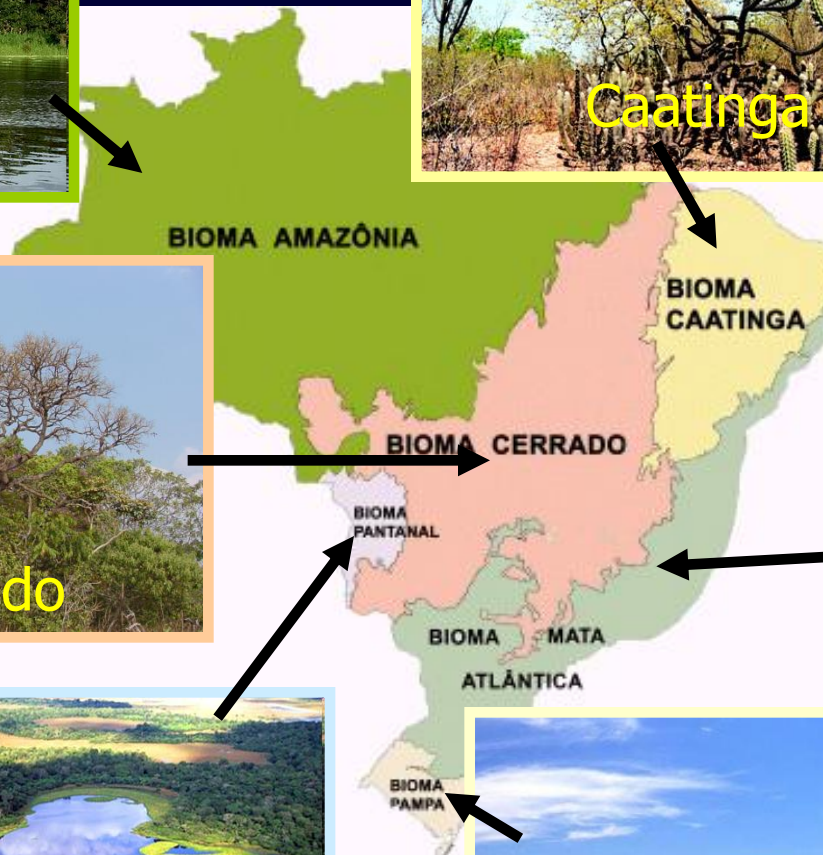 Caatinga
BIOMA AMAZÔNIA
BIOMA
CAATINGA
BIOMA CERRADO
BIOMA
PANTANAL
do
BIOMA MATA
ATLÂNTICA
BIOMA
PAMPA